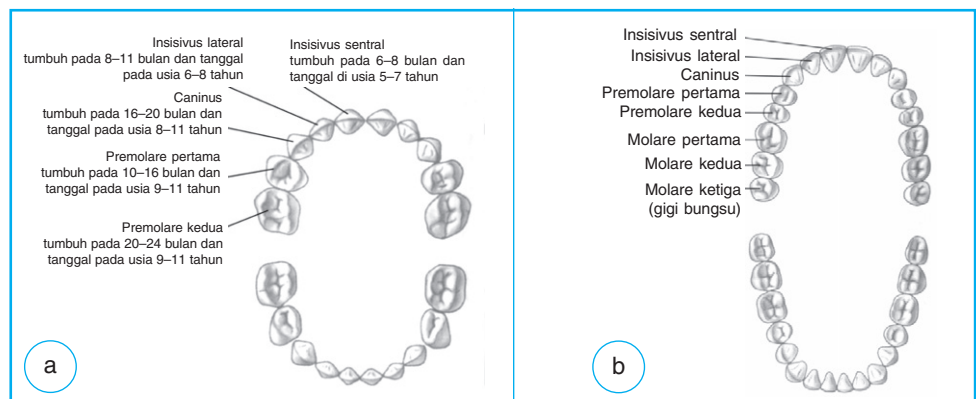 Insisivus lateral
tumbuh pada 8–11 bulan dan tanggal
pada usia 6–8 tahun
Insisivus sentral
tumbuh pada 6–8 bulan dan
tanggal di usia 5–7 tahun
Caninus
tumbuh pada 16–20 bulan dan
tanggal pada usia 8–11 tahun
Premolare pertama
tumbuh pada 10–16 bulan dan
tanggal pada usia 9–11 tahun
Premolare kedua
tumbuh pada 20–24 bulan dan
tanggal pada usia 9–11 tahun
a
Insisivus sentral
Insisivus lateral
Caninus
Premolare pertama
Premolare kedua
Molare pertama
Molare kedua
Molare ketiga
(gigi bungsu)
b